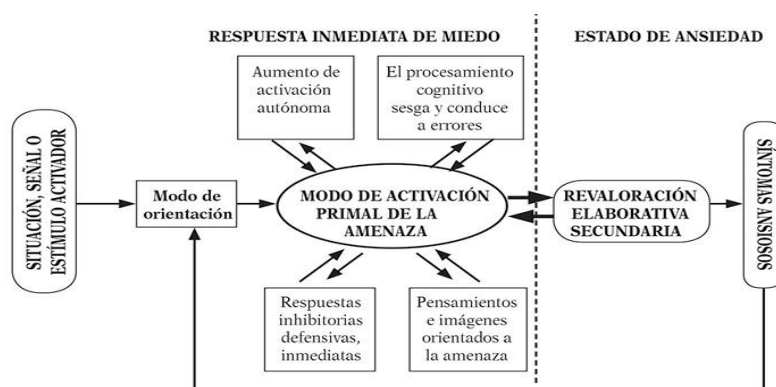 RESPUESTA INMEDIATA DE MIEDO
ESTADO DE ANSIEDAD
Aumento de
activación
autónoma
El procesamiento
cognitivo
sesga y conduce
a errores
SITUACIÓN, SEÑAL O
ESTÍMULO ACTIVADOR
Modo de
orientación
MODO DE ACTIVACIÓN
PRIMAL DE LA
AMENAZA
REVALORACIÓN
ELABORATIVA
SECUNDARIA
SÍNTOMAS ANSIOSOS
Respuestas
inhibitorias
defensivas,
inmediatas
Pensamientos
e imágenes
orientados a
la amenaza